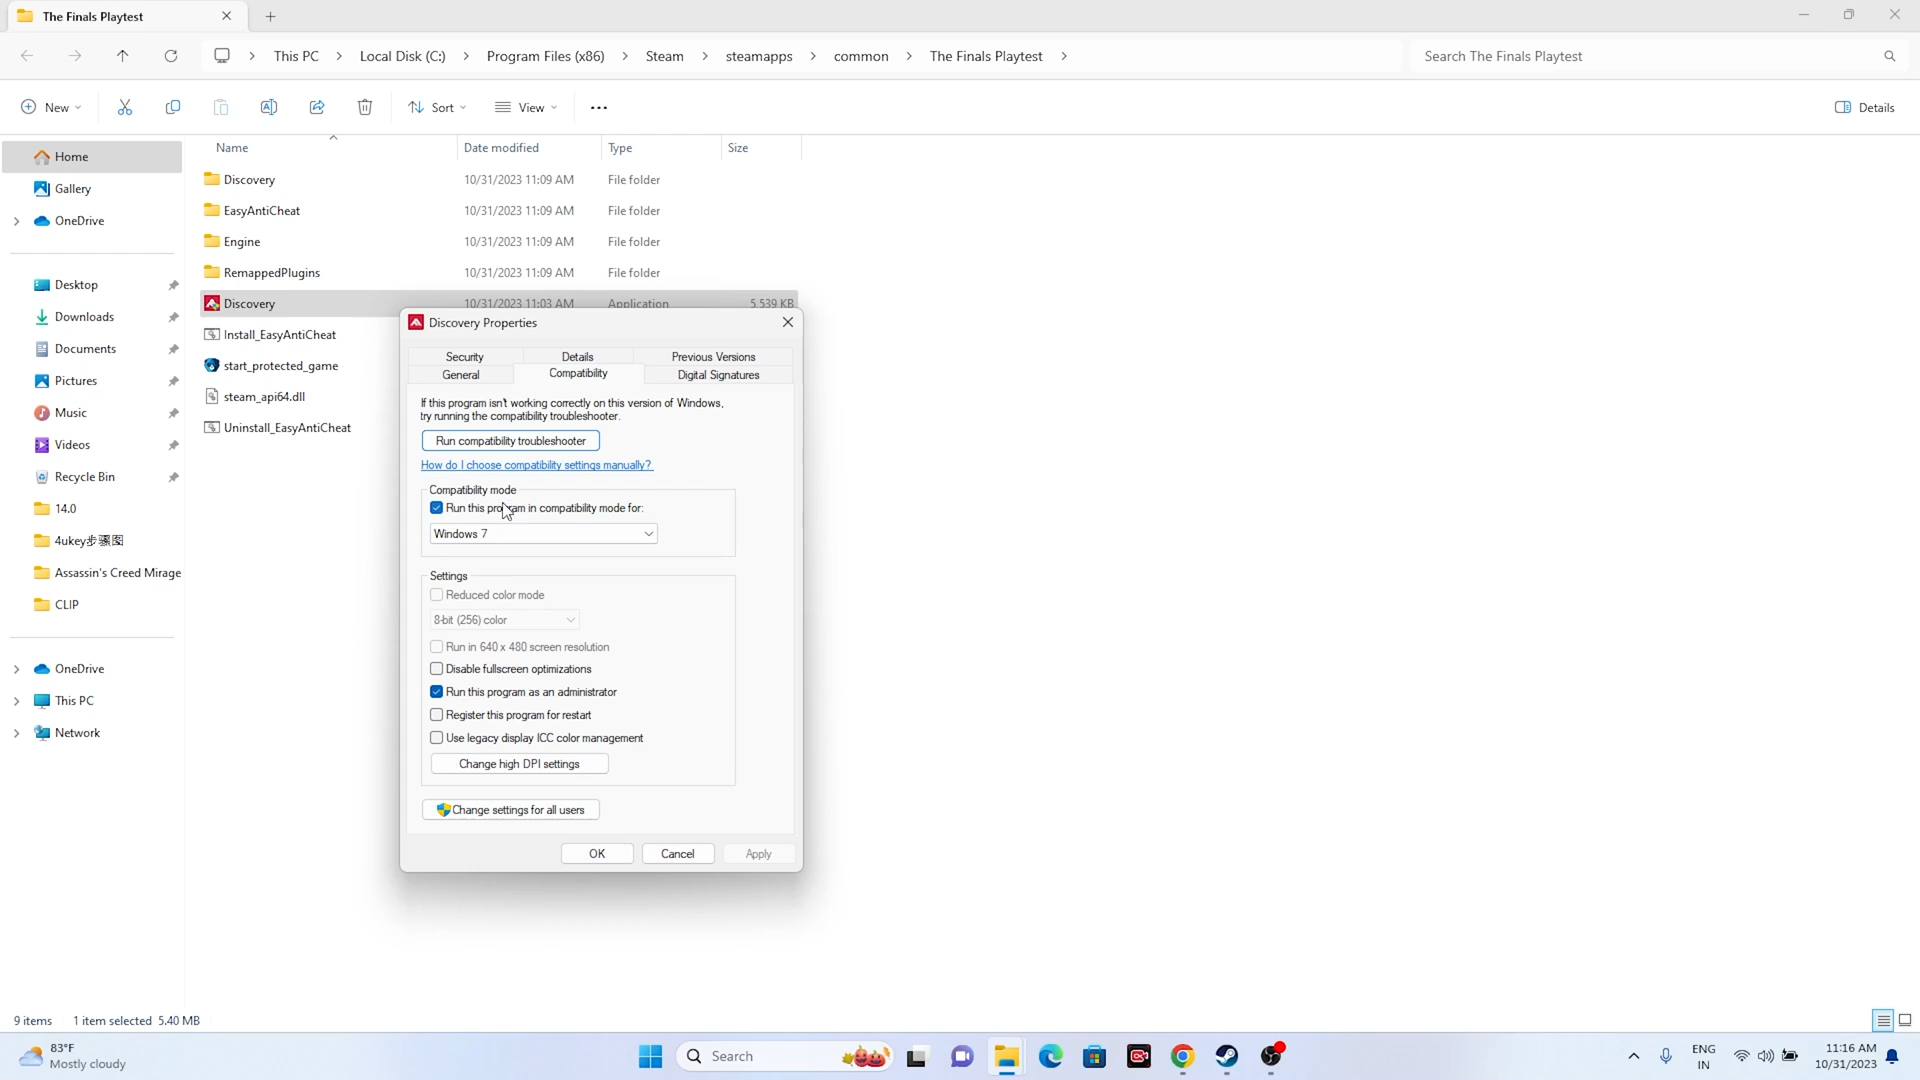 The Finals Playtest
This PC
Local Disk (C:)
Program Files (x86)
Steam
steamapps
common
The Finals Playtest
Search The Finals Playtest
New
Sort
View
Details
Home
Gallery
OneDrive
Desktop
Downloads
Documents
Pictures
Music
Videos
Recycle Bin
14.0
4ukey步骤图
Assassin's Creed Mirage
CLIP
OneDrive
This PC
Network
Name
Date modified
Type
Size
Discovery
10/31/2023 11:09 AM
File folder
EasyAntiCheat
10/31/2023 11:09 AM
File folder
Engine
10/31/2023 11:09 AM
File folder
RemappedPlugins
10/31/2023 11:09 AM
File folder
Discovery
10/31/2023 11:03 AM
Application
5,539 KB
Install_EasyAntiCheat
start_protected_game
steam_api64.dll
Uninstall_EasyAntiCheat
Discovery Properties
Security
Details
Previous Versions
General
Compatibility
Digital Signatures
If this program isn't working correctly on this version of Windows,
try running the compatibility troubleshooter.
Run compatibility troubleshooter
How do I choose compatibility settings manually?
Compatibility mode
Run this program in compatibility mode for:
Windows 7
Settings
Reduced color mode
8-bit (256) color
Run in 640 x 480 screen resolution
Disable fullscreen optimizations
Run this program as an administrator
Register this program for restart
Use legacy display ICC color management
Change high DPI settings
Change settings for all users
OK
Cancel
Apply
9 items
1 item selected 5.40 MB
83°F
Mostly cloudy
Search
ENG
IN
11:16 AM
10/31/2023